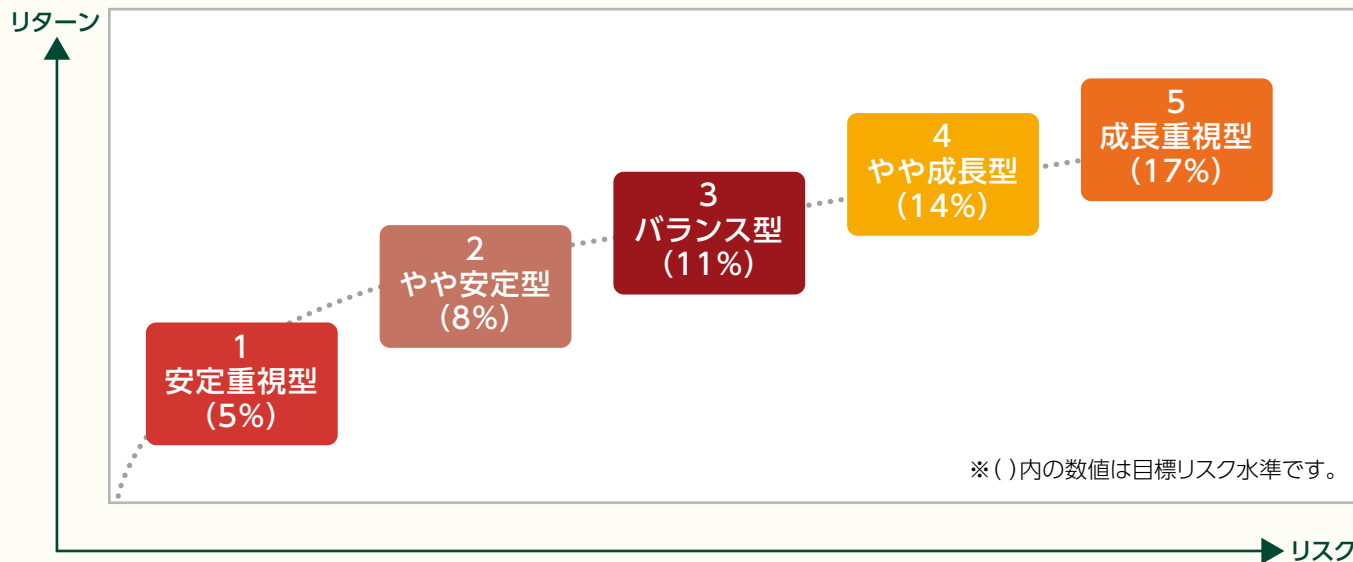 リターン
5
成長重視型
(17%)
4
やや成長型
(14%)
3
バランス型
(11%)
2
やや安定型
(8%)
1
安定重視型
(5%)
※( )内の数値は目標リスク水準です。
リスク